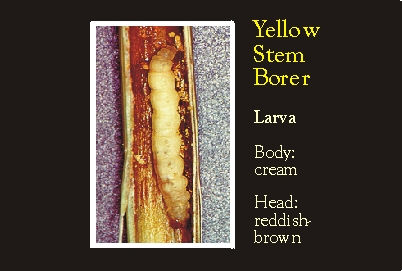 Yellow
Stem
Borer
Larva
Body:
cream
Head:
reddish-
brown